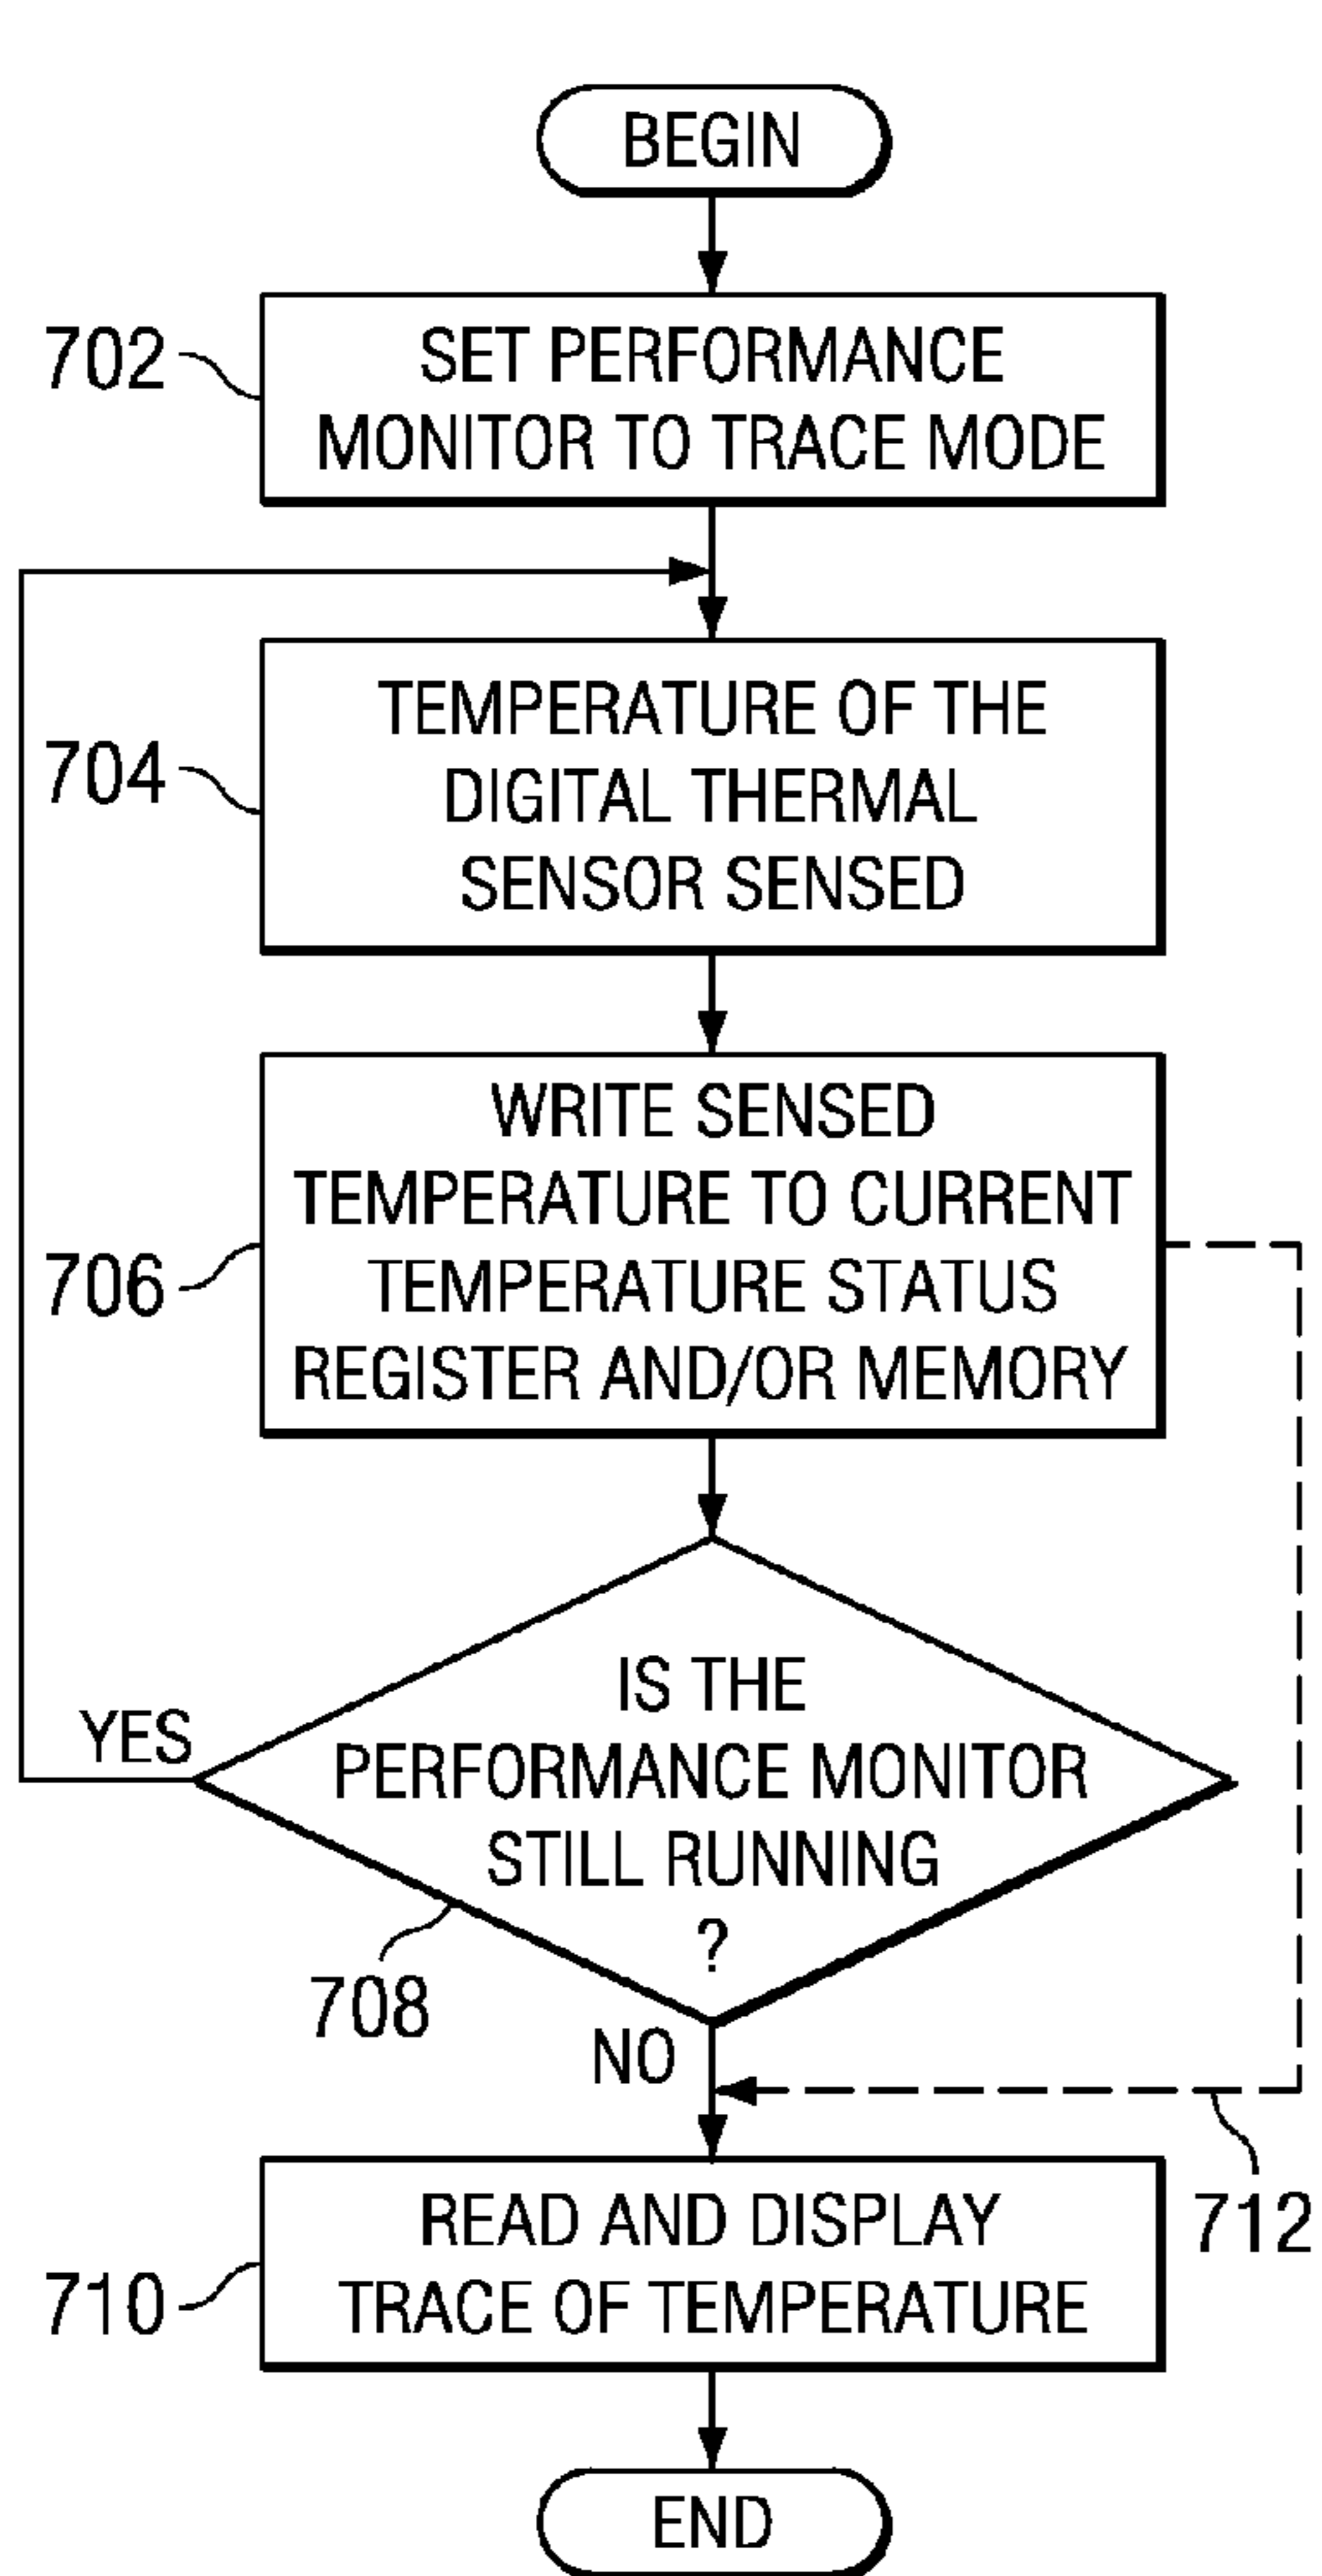 BEGIN
702
SET PERFORMANCE
MONITOR TO TRACE MODE
704
TEMPERATURE OF THE
DIGITAL THERMAL
SENSOR SENSED
706
WRITE SENSED
TEMPERATURE TO CURRENT
TEMPERATURE STATUS
REGISTER AND/OR MEMORY
YES
IS THE
PERFORMANCE MONITOR
STILL RUNNING
?
708
NO
712
710
READ AND DISPLAY
TRACE OF TEMPERATURE
END